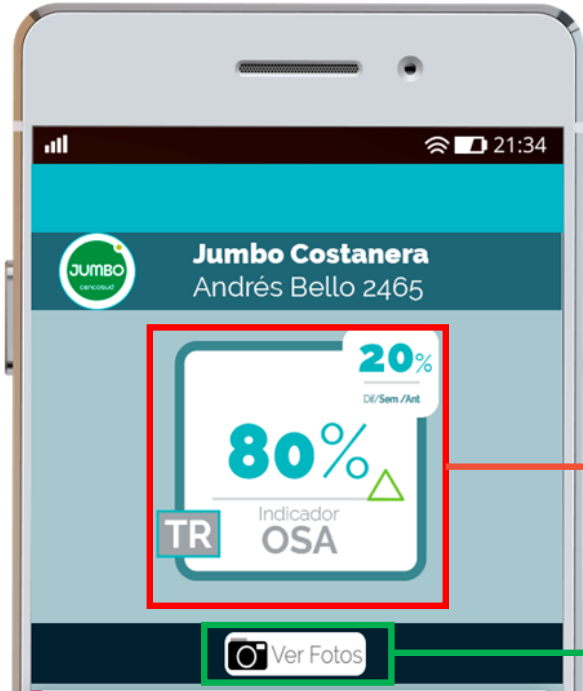 21:34
JUMBO
cencosud
Jumbo Costanera
Andrés Bello 2465
20%
Dif/Sem /Ant
80%
Indicador
OSA
TR
Ver Fotos